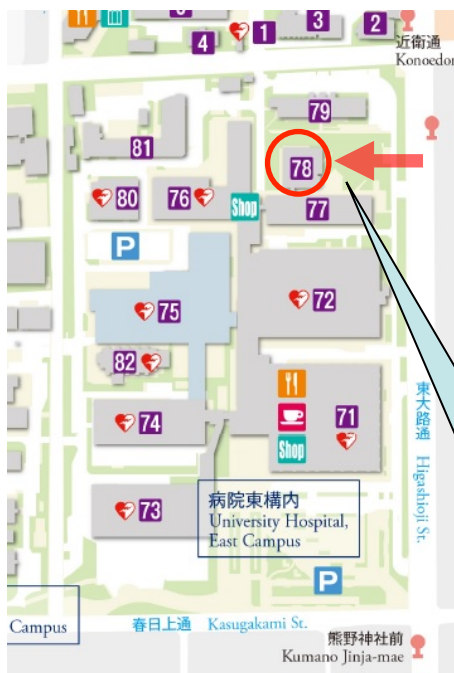 3
2
1
4
近衛通
Konoedor
79
81
78
80
76
Shop
77
P
75
72
82
東大路通 Higashioji St.
74
71
Shop
73
病院東構内
University Hospital,
East Campus
P
Campus
春日上通 Kasugakami St.
熊野神社前
Kumano Jinja-mae